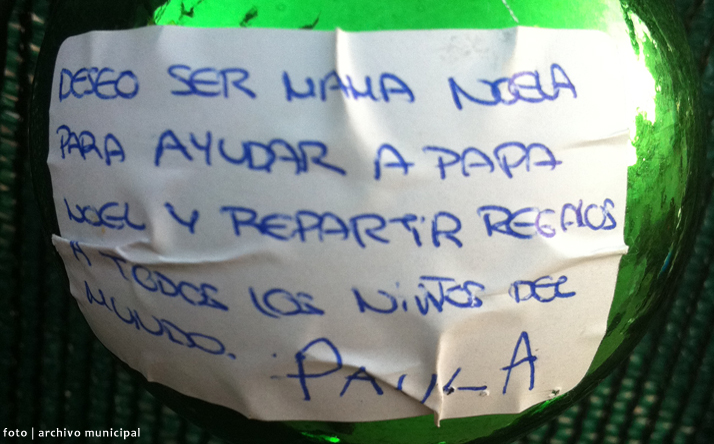 DESEO SER MAMA NOELA
PARA AYUDAR A PAPA
NOEL Y REPARTIR REGALOS
A TODOS LOS NIÑOS DEL
MUNDO.
PAULA
foto | archivo municipal